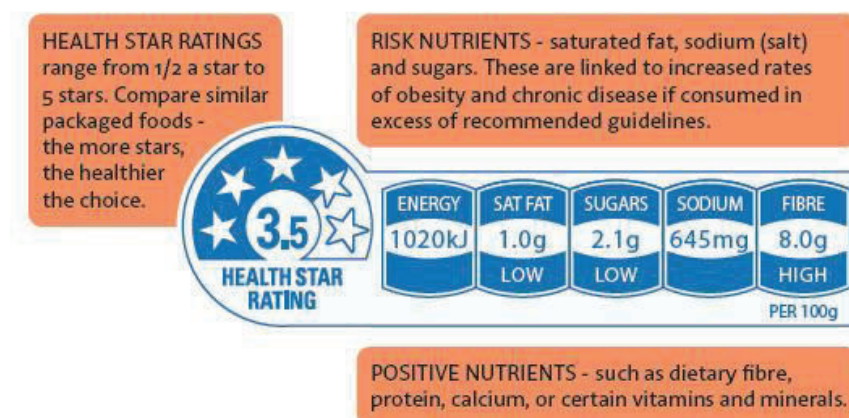 HEALTH STAR RATINGS
range from 1/2 a star to
5 stars. Compare similar
packaged foods -
the more stars,
the healthier
the choice.
RISK NUTRIENTS - saturated fat, sodium (salt)
and sugars. These are linked to increased rates
of obesity and chronic disease if consumed in
excess of recommended guidelines.
3.5
HEALTH STAR
RATING
ENERGY SAT FAT SUGARS SODIUM FIBRE
1020kJ 1.0g 2.1g 645mg 8.0g
LOW LOW HIGH
PER 100g
POSITIVE NUTRIENTS - such as dietary fibre,
protein, calcium, or certain vitamins and minerals.